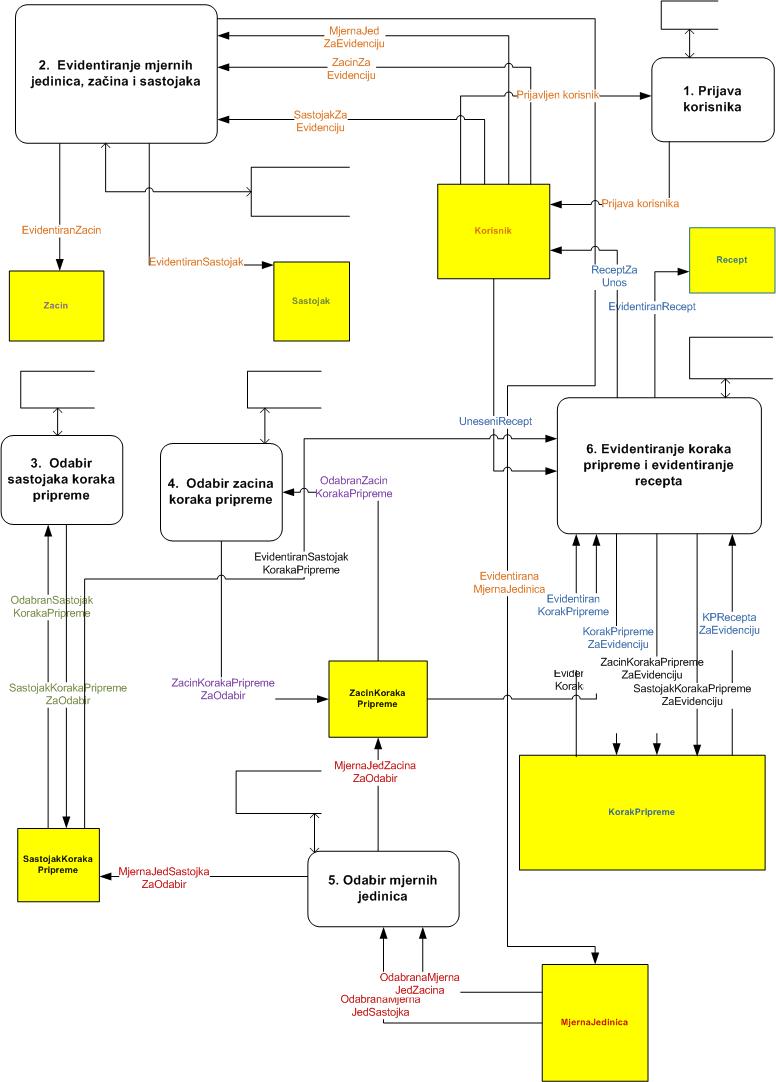 MjernaJed
ZaEvidenciju
2. Evidentiranje mjernih
jedinica, začina i sastojaka
ZacinZa
Evidenciju
Prijavljen korisnik
1. Prijava
korisnika
SastojakZa
Evidenciju
Prijava korisnika
EvidentiranZacin
Korisnik
EvidentiranSastojak
Recept
ReceptZa
Unos
Zacin
Sastojak
EvidentiranRecept
UneseniRecept
6. Evidentiranje koraka
pripreme i evidentiranje
recepta
3. Odabir
sastojaka koraka
pripreme
4. Odabir zacina
koraka pripreme
OdabranZacin
KorakaPripreme
EvidentiranSastojak
KorakaPripreme
Evidentirana
MjernaJedinica
OdabranSastojak
KorakaPripreme
Evidentiran
KorakPripreme
KorakPripreme
ZaEvidenciju
KPRecepta
ZaEvidenciju
ZacinKorakaPripreme
ZaEvidenciju
SastojakKorakaPripreme
ZaOdabir
ZacinKorakaPripreme
ZaOdabir
ZacinKoraka
Pripreme
Korak
SastojakKorakaPripreme
ZaEvidenciju
MjernaJedZacina
ZaOdabir
KorakPripreme
SastojakKoraka
Pripreme
MjernaJedSastojka
ZaOdabir
5. Odabir mjernih
jedinica
OdabranaMjerna
JedZacina
OdabranaMjerna
JedSastojka
MjernaJedinica